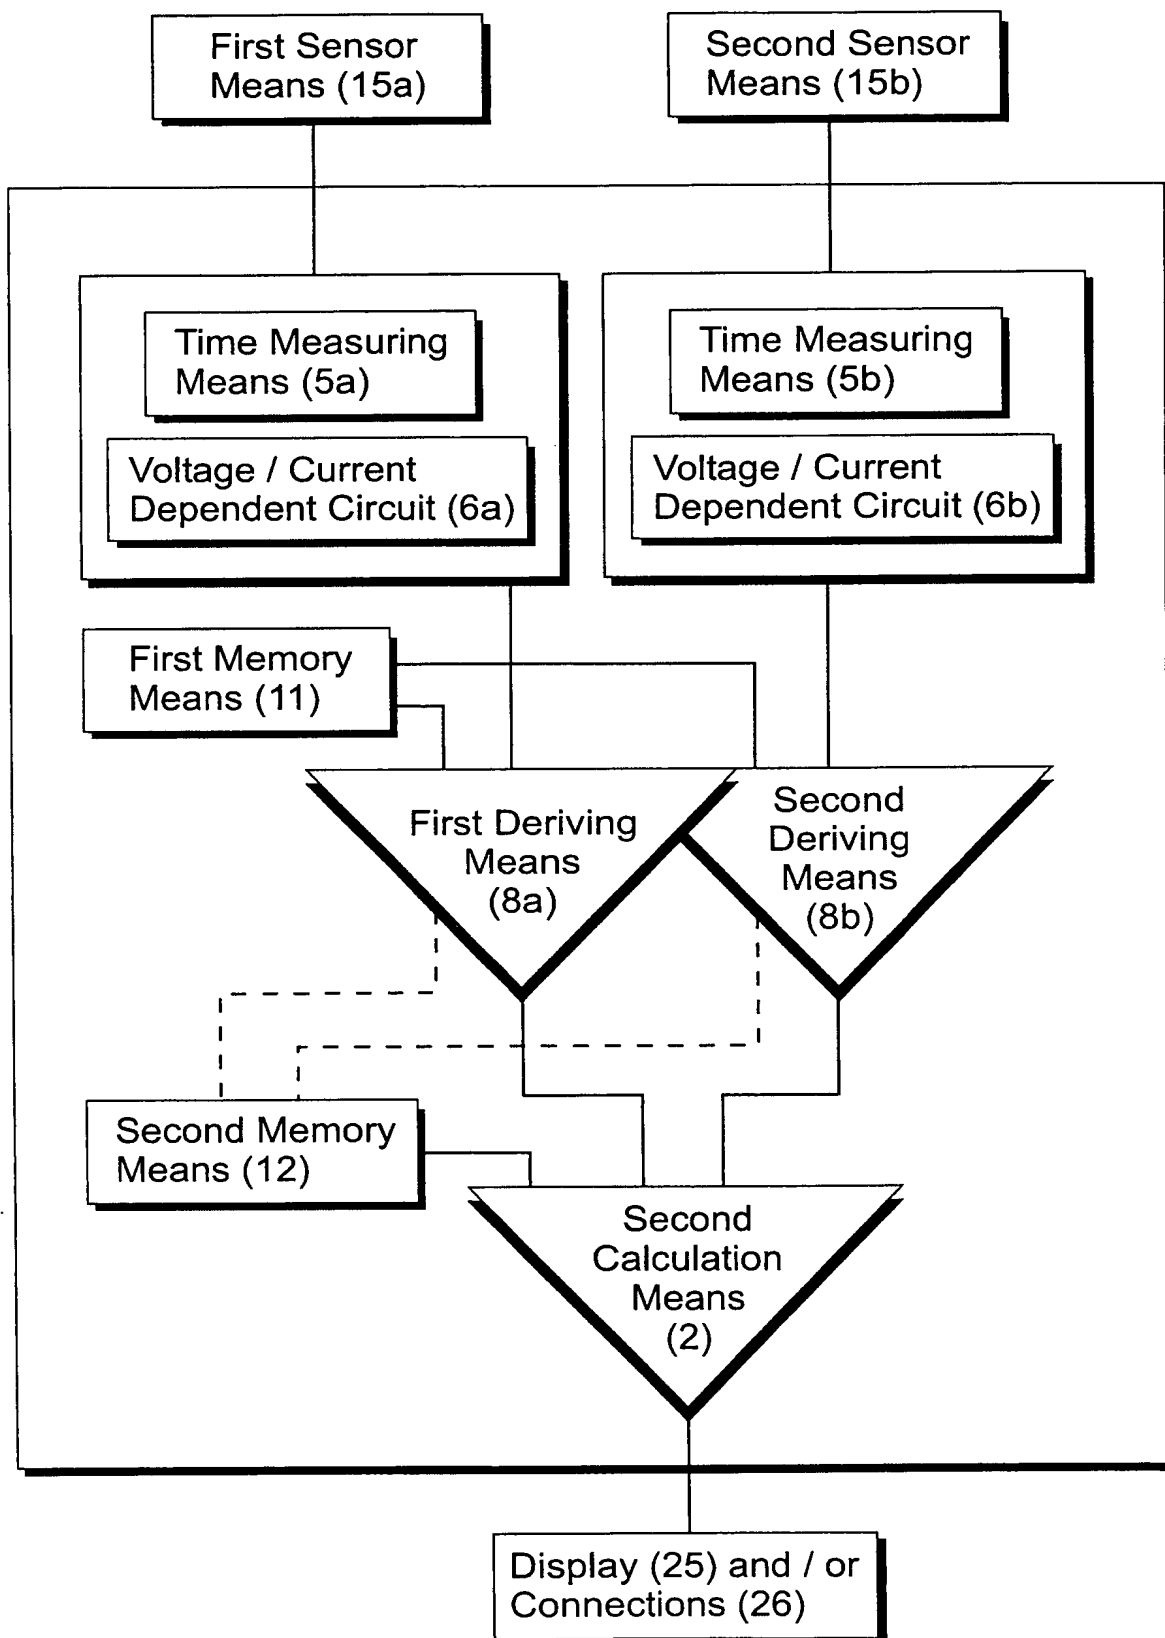 First Sensor
Means (15a)
Second Sensor
Means (15b)
Time Measuring
Means (5a)
Voltage / Current
Dependent Circuit (6a)
Time Measuring
Means (5b)
Voltage / Current
Dependent Circuit (6b)
First Memory
Means (11)
First Deriving
Means
(8a)
Second
Deriving
Means
(8b)
Second Memory
Means (12)
Second
Calculation
Means
(2)
Display (25) and / or
Connections (26)